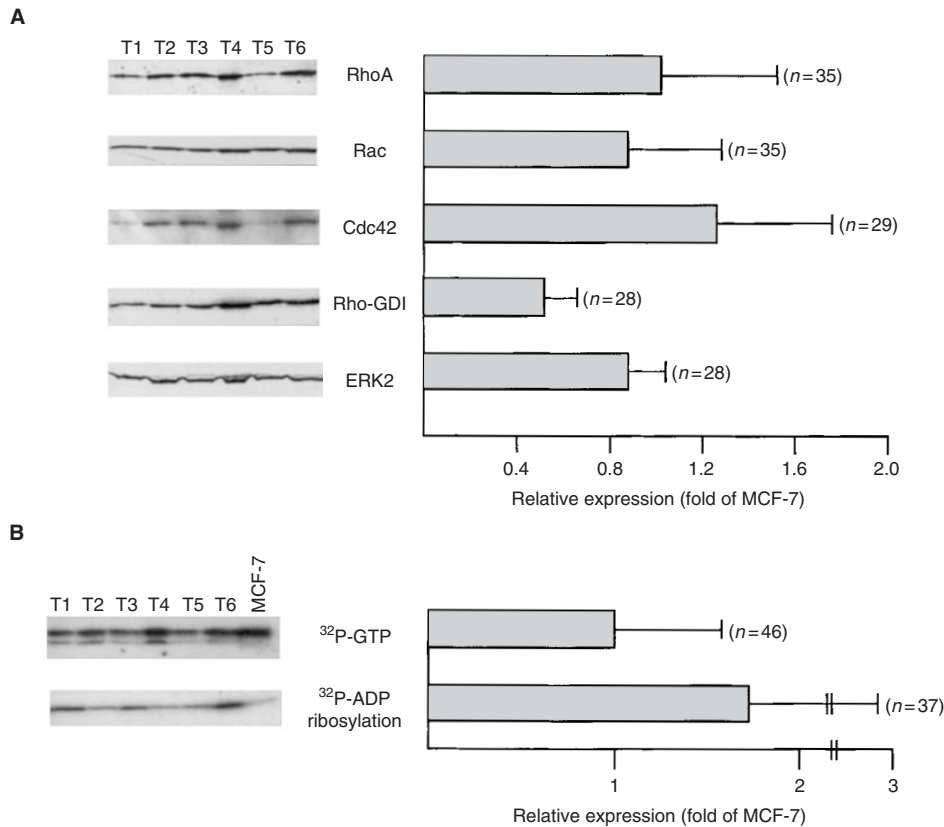 A
T1 T2 T3 T4 T5 T6
RhoA
(n=35)
Rac
(n=35)
Cdc42
(n=29)
Rho-GDI
(n=28)
ERK2
(n=28)
0.4 0.8 1.2 1.6 2.0
Relative expression (fold of MCF-7)
B
T1 T2 T3 T4 T5 T6 MCF-7
³²P-GTP
(n=46)
³²P-ADP
ribosylation
(n=37)
1 2 3
Relative expression (fold of MCF-7)